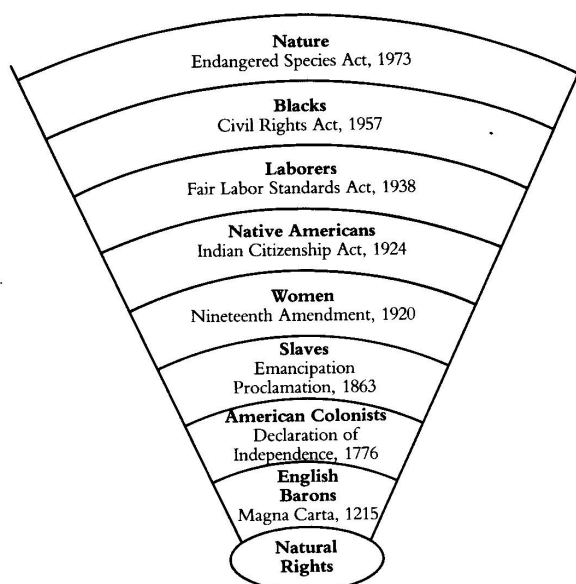 Nature
Endangered Species Act, 1973
Blacks
Civil Rights Act, 1957
Laborers
Fair Labor Standards Act, 1938
Native Americans
Indian Citizenship Act, 1924
Women
Nineteenth Amendment, 1920
Slaves
Emancipation
Proclamation, 1863
American Colonists
Declaration of
Independence, 1776
English
Barons
Magna Carta, 1215
Natural
Rights